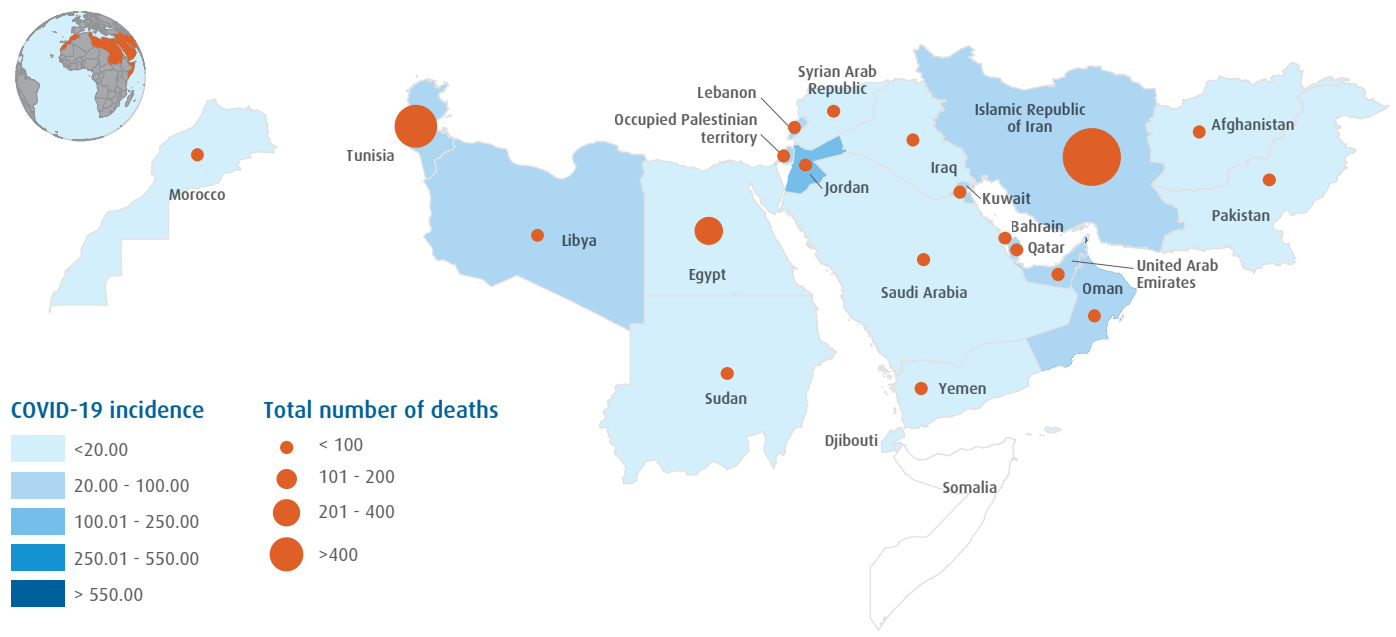 Syrian Arab
Republic
Lebanon
Occupied Palestinian
territory
Islamic Republic
of Iran
Afghanistan
Tunisia
Iraq
Morocco
Jordan
Kuwait
Pakistan
Bahrain
Libya
Qatar
Egypt
United Arab
Emirates
Saudi Arabia
Oman
Yemen
Sudan
Djibouti
Somalia
COVID-19 incidence
<20.00
20.00 - 100.00
100.01 - 250.00
250.01 - 550.00
> 550.00
Total number of deaths
< 100
101 - 200
201 - 400
>400